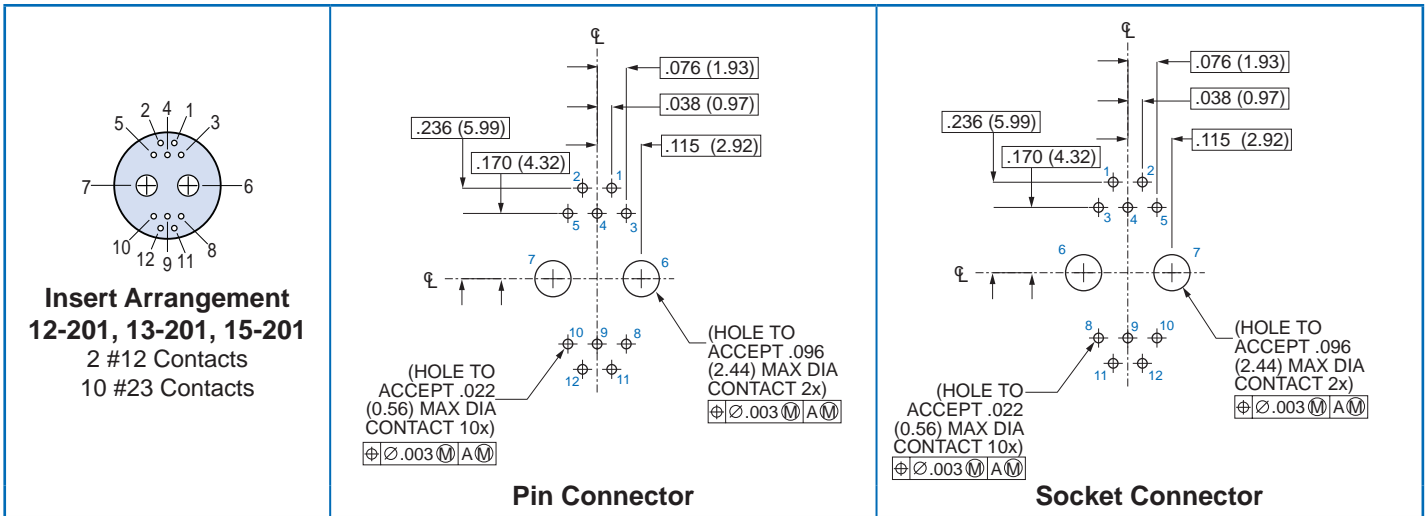 2 4 1
5 3
7 6
10 8
12 9 11
Insert Arrangement
12-201, 13-201, 15-201
2 #12 Contacts
10 #23 Contacts
℄
.076 (1.93)
.038 (0.97)
.236 (5.99)
.115 (2.92)
.170 (4.32)
2 1
5 4 3
7 6
℄
10 9 8
12 11
(HOLE TO
ACCEPT .022
(0.56) MAX DIA
CONTACT 10x)
⌖ ∅.003 Ⓜ A Ⓜ
(HOLE TO
ACCEPT .096
(2.44) MAX DIA
CONTACT 2x)
⌖ ∅.003 Ⓜ A Ⓜ
Pin Connector
℄
.076 (1.93)
.038 (0.97)
.236 (5.99)
.115 (2.92)
.170 (4.32)
1 2
3 4 5
6 7
℄
8 9 10
11 12
(HOLE TO
ACCEPT .022
(0.56) MAX DIA
CONTACT 10x)
⌖ ∅.003 Ⓜ A Ⓜ
(HOLE TO
ACCEPT .096
(2.44) MAX DIA
CONTACT 2x)
⌖ ∅.003 Ⓜ A Ⓜ
Socket Connector